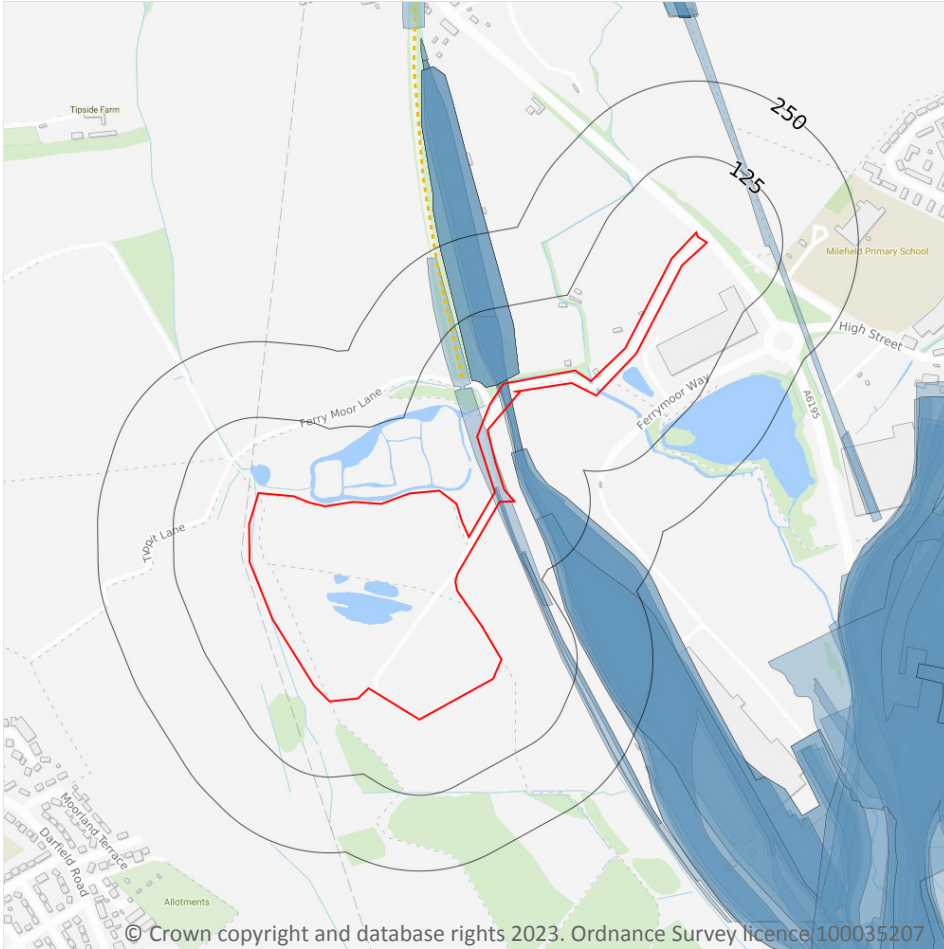 250
Tipside Farm
125
Milefield Primary School
High Street
Ferrymoor Way
A6195
Ferry Moor Lane
Tippit Lane
Moorland Terrace
Darfield Road
Allotments
© Crown copyright and database rights 2023. Ordnance Survey licence 100035207